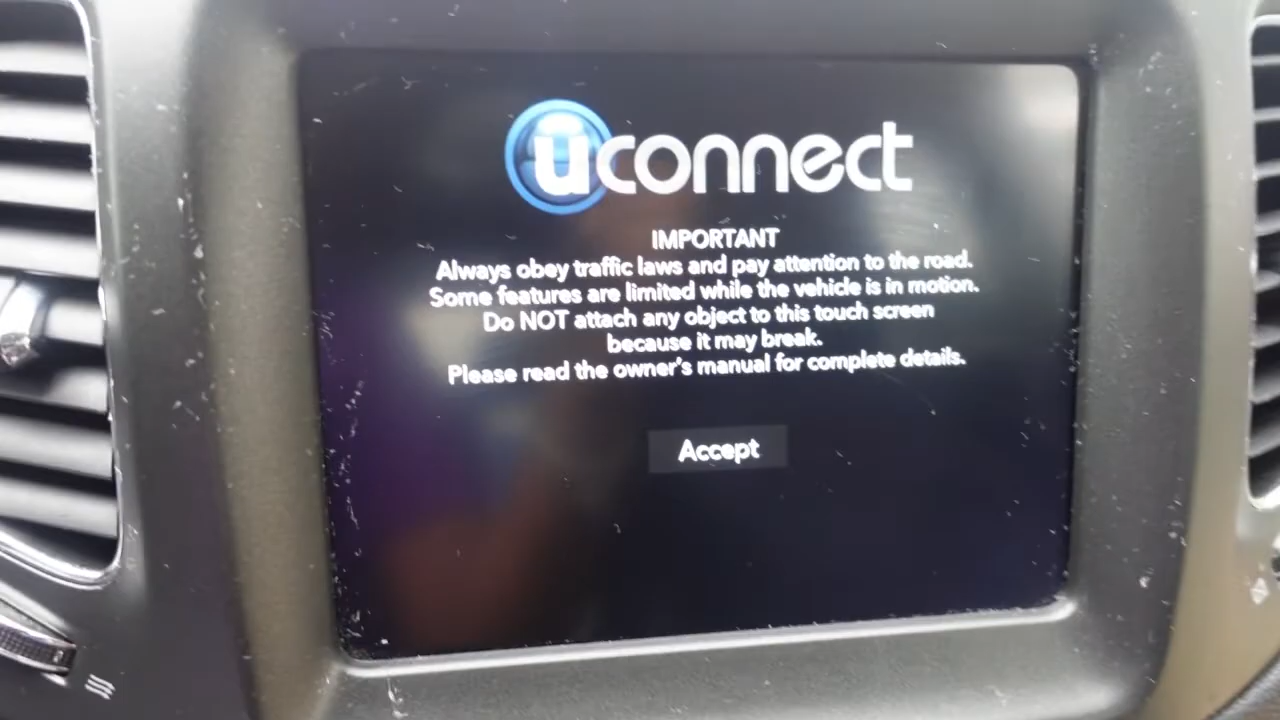 uconnect
IMPORTANT
Always obey traffic laws and pay attention to the road.
Some features are limited while the vehicle is in motion.
Do NOT attach any object to this touch screen
because it may break.
Please read the owner's manual for complete details.
Accept